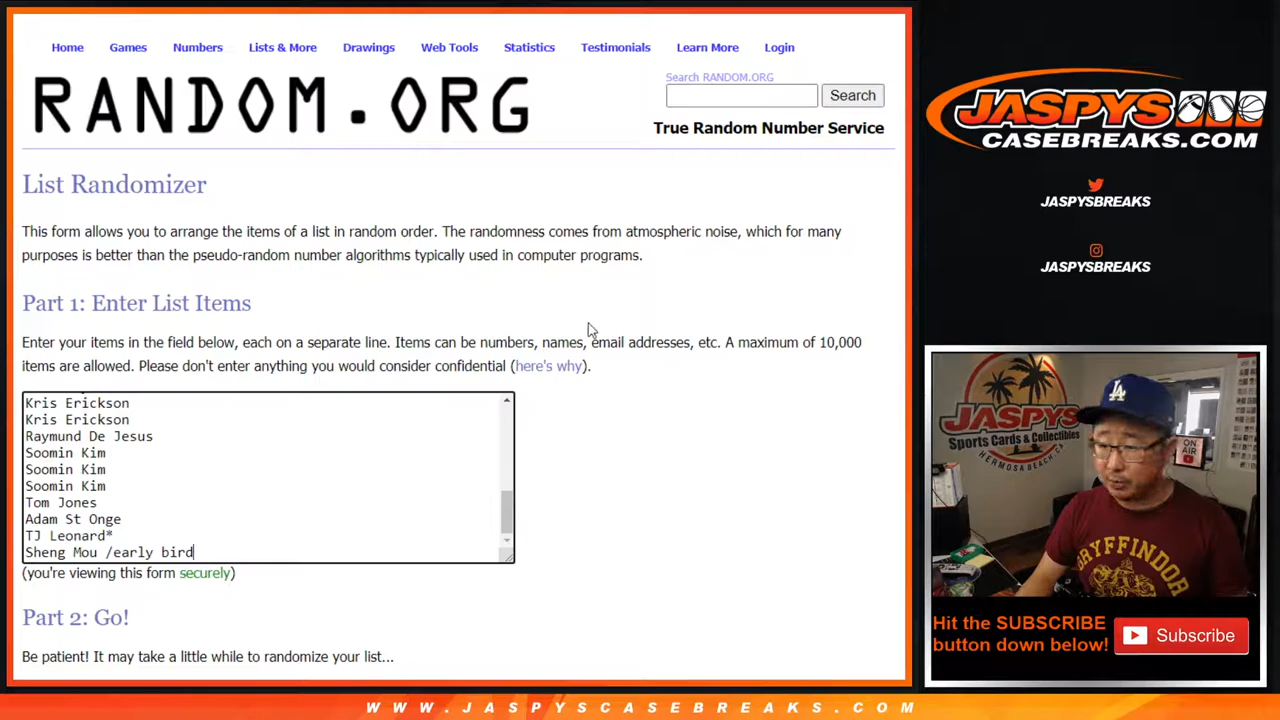 Home Games Numbers Lists & More Drawings Web Tools Statistics Testimonials Learn More Login
RANDOM.ORG
Search RANDOM.ORG
Search
True Random Number Service
List Randomizer
This form allows you to arrange the items of a list in random order. The randomness comes from atmospheric noise, which for many
purposes is better than the pseudo-random number algorithms typically used in computer programs.
Part 1: Enter List Items
Enter your items in the field below, each on a separate line. Items can be numbers, names, email addresses, etc. A maximum of 10,000
items are allowed. Please don't enter anything you would consider confidential (here's why).
Kris Erickson
Kris Erickson
Raymund De Jesus
Soomin Kim
Soomin Kim
Soomin Kim
Tom Jones
Adam St Onge
TJ Leonard*
Sheng Mou /early bird
(you're viewing this form securely)
Part 2: Go!
Be patient! It may take a little while to randomize your list...
JASPYS
CASEBREAKS.COM
JASPYSBREAKS
JASPYSBREAKS
JASPYS
Sports Cards & Collectibles
HERMOSA BEACH, CA
LA
ON AIR
GRYFFINDOR
Hit the SUBSCRIBE
button down below!
Subscribe
WWW.JASPYSCASEBREAKS.COM